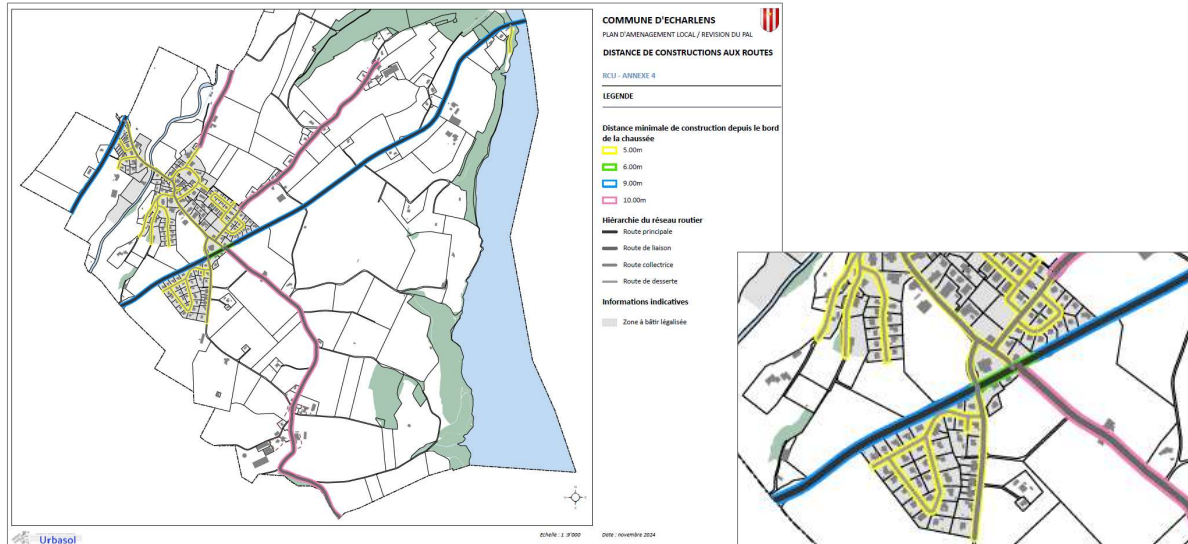 COMMUNE D'ECHARLENS
PLAN D'AMENAGEMENT LOCAL / REVISION DU PAL
DISTANCE DE CONSTRUCTIONS AUX ROUTES
RCU - ANNEXE 4
LEGENDE
Distance minimale de construction depuis le bord
de la chaussée
5.00m
6.00m
9.00m
10.00m
Hiérarchie du réseau routier
Route principale
Route de liaison
Route collectrice
Route de desserte
Informations indicatives
Zone à bâtir légalisée
Urbasol
Echelle : 1 9'000
Date : novembre 2024